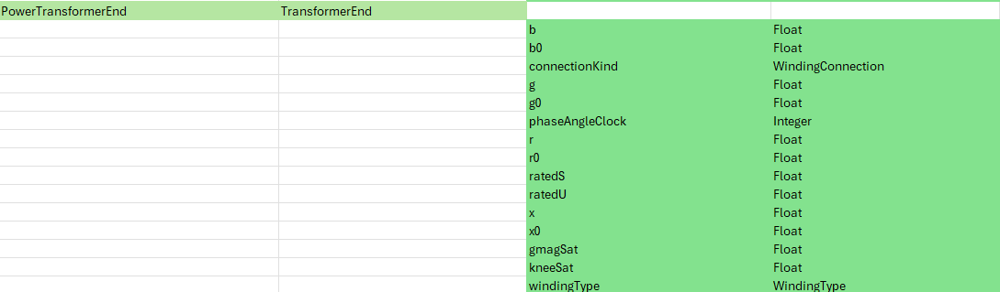 PowerTransformerEnd TransformerEnd
b Float
b0 Float
connectionKind WindingConnection
g Float
g0 Float
phaseAngleClock Integer
r Float
r0 Float
ratedS Float
ratedU Float
x Float
x0 Float
gmagSat Float
kneeSat Float
windingType WindingType